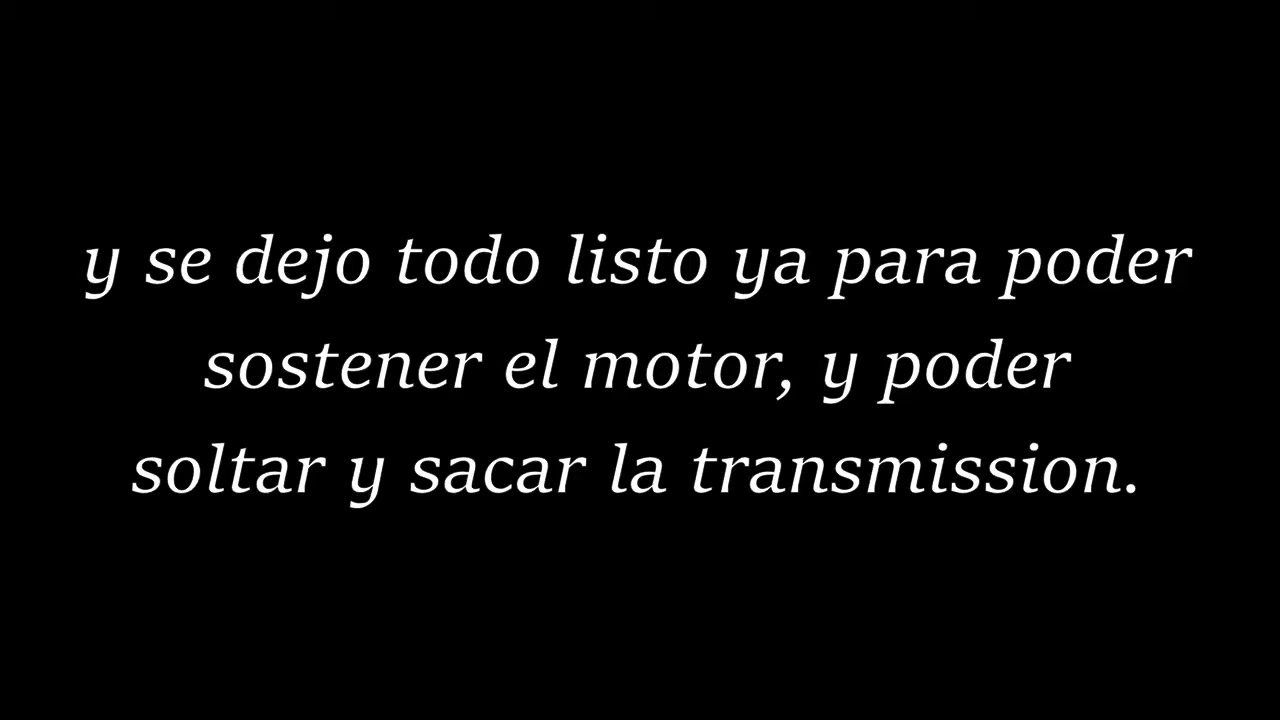 y se dejo todo listo ya para poder
sostener el motor, y poder
soltar y sacar la transmission.